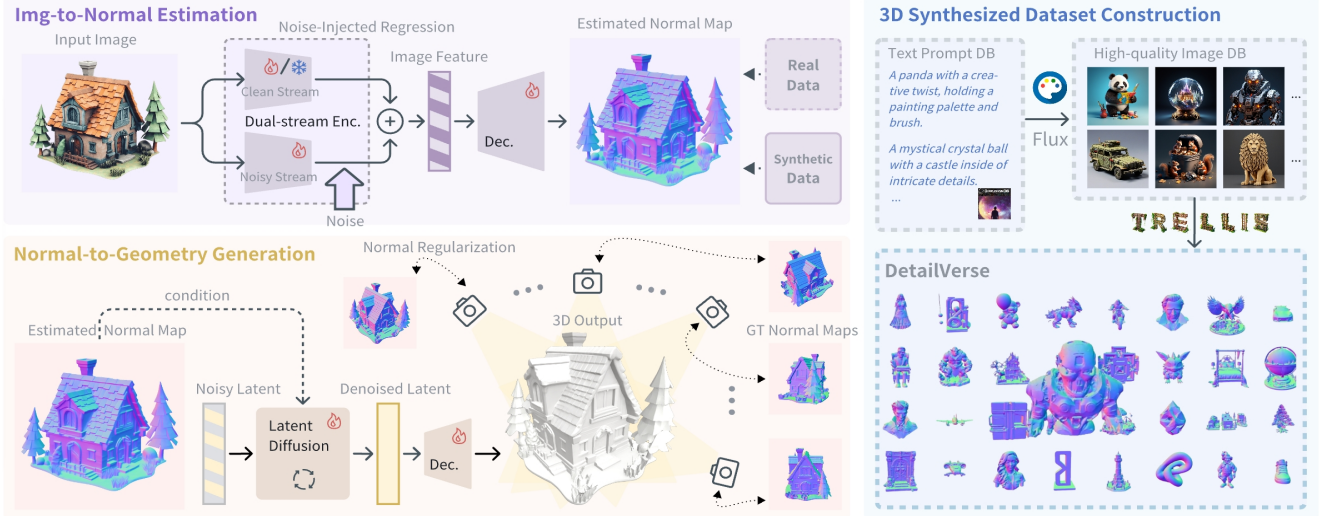 Img-to-Normal Estimation
Input Image
Noise-Injected Regression
Clean Stream
Dual-stream Enc.
Noisy Stream
Noise
Image Feature
Dec.
Estimated Normal Map
Real
Data
Synthetic
Data
Normal-to-Geometry Generation
condition
Estimated Normal Map
Noisy Latent
Latent
Diffusion
Denoised Latent
Dec.
Normal Regularization
3D Output
GT Normal Maps
3D Synthesized Dataset Construction
Text Prompt DB
A panda with a crea-
tive twist, holding a
painting palette and
brush.
A mystical crystal ball
with a castle inside of
intricate details.
...
Flux
High-quality Image DB
...
...
TRELLIS
DetailVerse